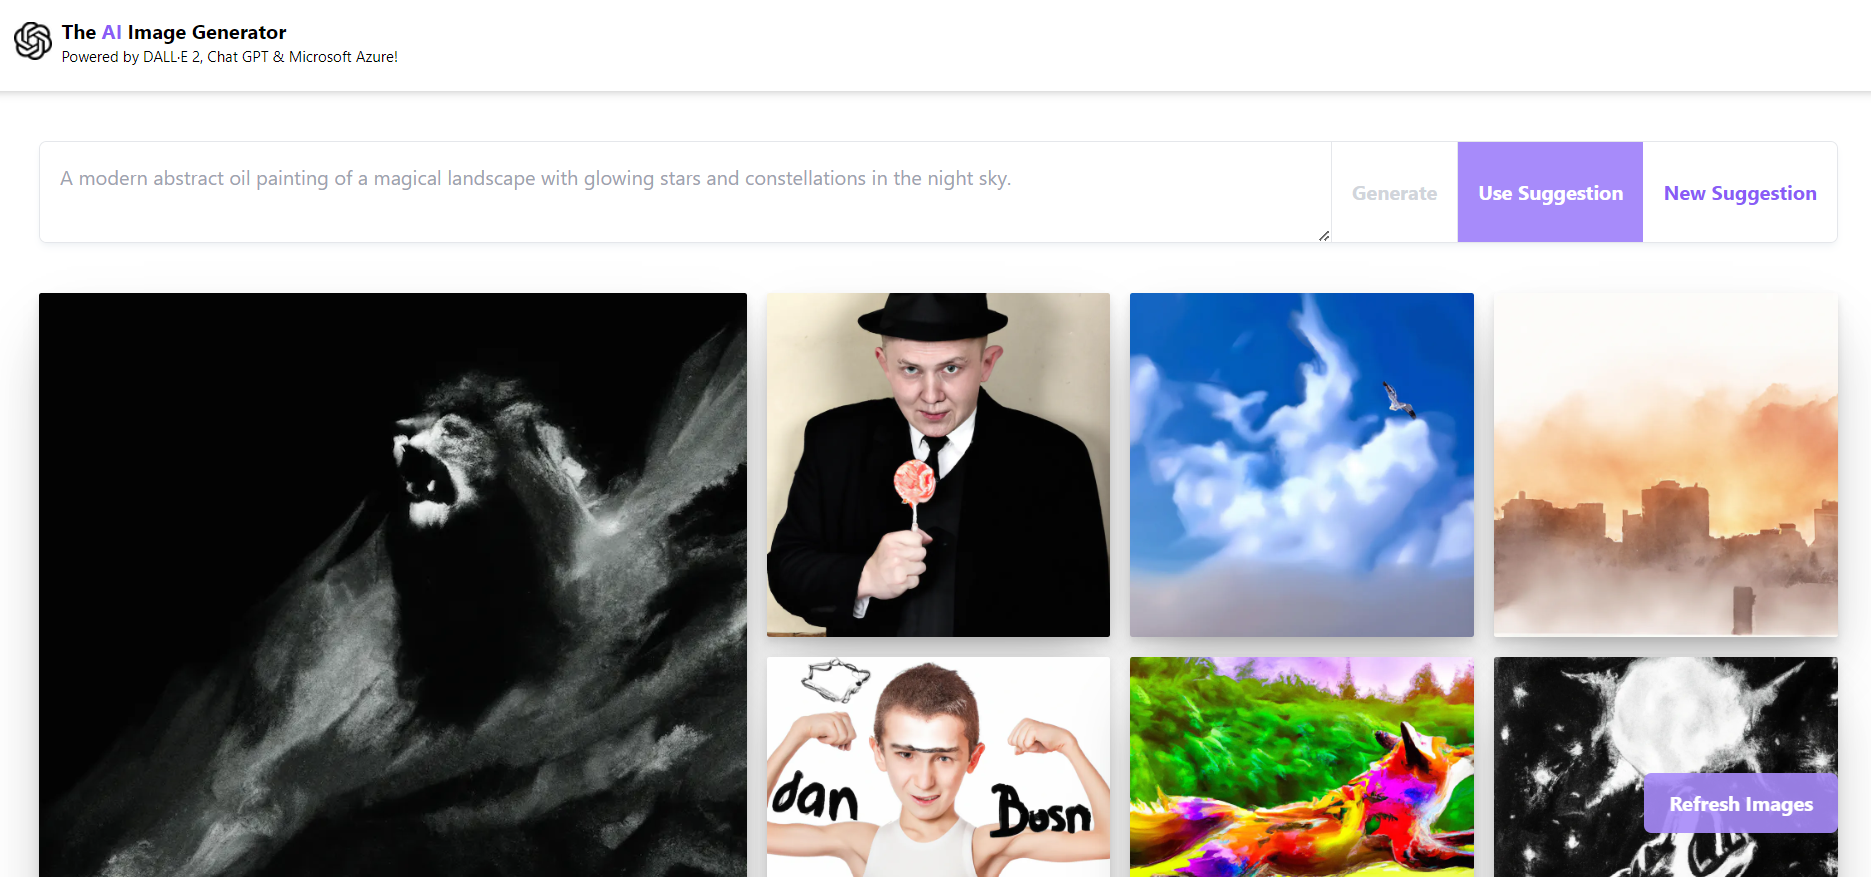 The AI Image Generator
Powered by DALL·E 2, Chat GPT & Microsoft Azure!
A modern abstract oil painting of a magical landscape with glowing stars and constellations in the night sky.
Generate
Use Suggestion
New Suggestion
dan
Bosn
Refresh Images